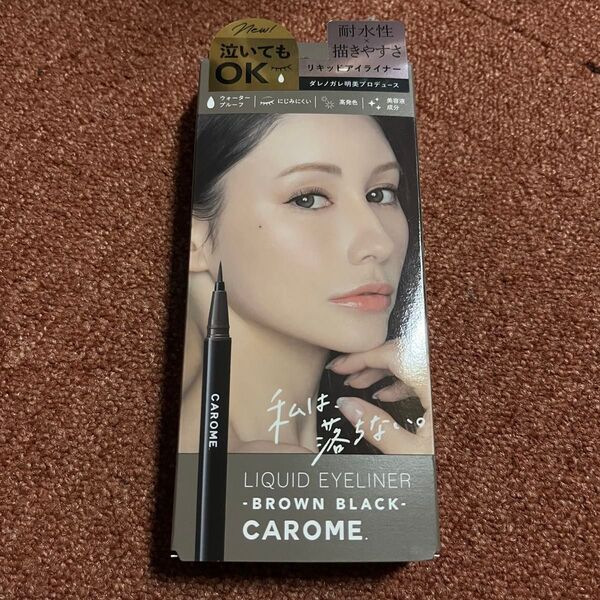 New!
泣いても
OK
耐水性
描きやすさ
リキッドアイライナー
ダレノガレ明美プロデュース
ウォーター
プルーフ
にじみにくい
高発色
美容液
成分
CAROME
私は、
落ちない。
LIQUID EYELINER
-BROWN BLACK-
CAROME.